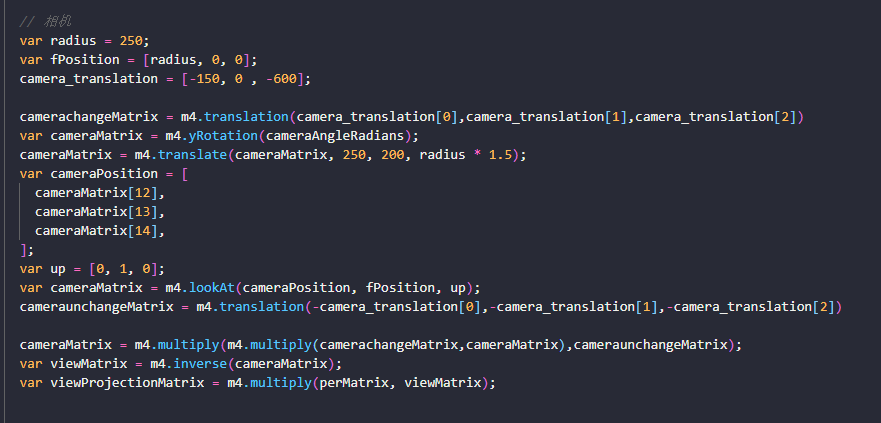 // 相机
var radius = 250;
var fPosition = [radius, 0, 0];
camera_translation = [-150, 0 , -600];
camerachangeMatrix = m4.translation(camera_translation[0],camera_translation[1],camera_translation[2])
var cameraMatrix = m4.yRotation(cameraAngleRadians);
cameraMatrix = m4.translate(cameraMatrix, 250, 200, radius * 1.5);
var cameraPosition = [
  cameraMatrix[12],
  cameraMatrix[13],
  cameraMatrix[14],
];
var up = [0, 1, 0];
var cameraMatrix = m4.lookAt(cameraPosition, fPosition, up);
cameraunchangeMatrix = m4.translation(-camera_translation[0],-camera_translation[1],-camera_translation[2])
cameraMatrix = m4.multiply(m4.multiply(camerachangeMatrix,cameraMatrix),cameraunchangeMatrix);
var viewMatrix = m4.inverse(cameraMatrix);
var viewProjectionMatrix = m4.multiply(perMatrix, viewMatrix);